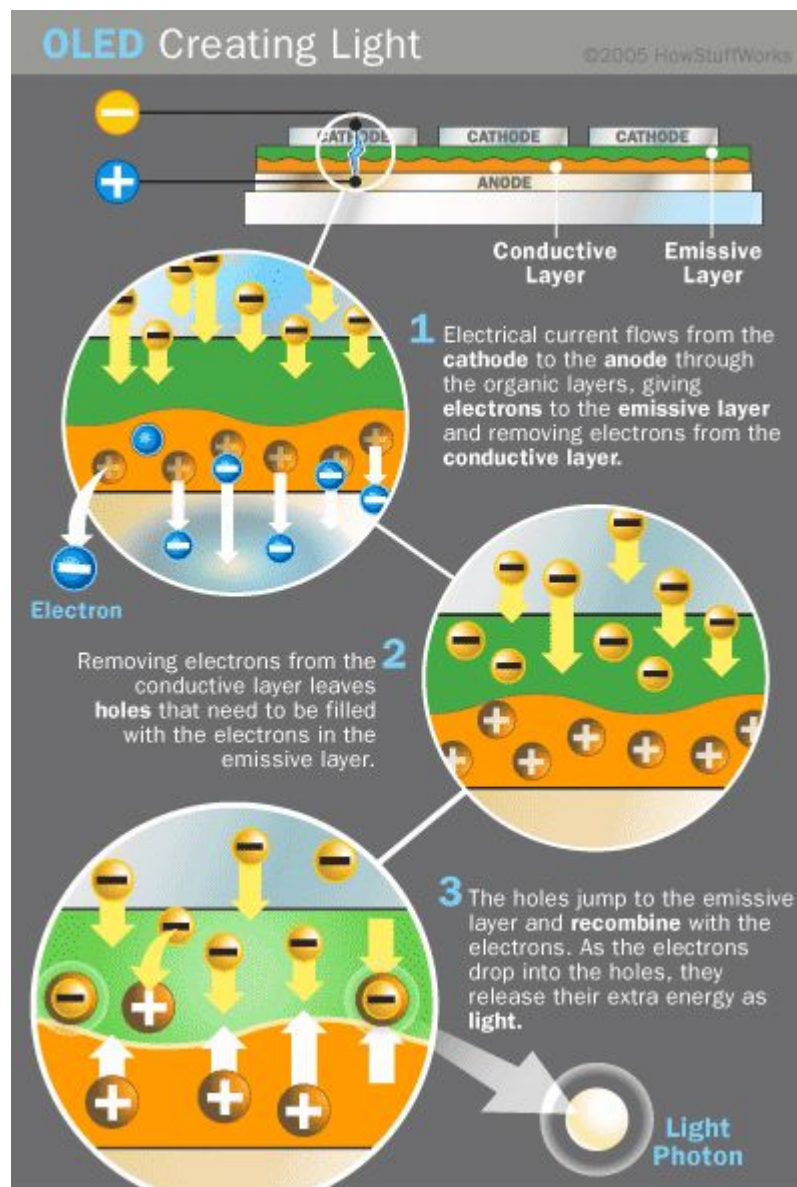 OLED Creating Light
©2005 HowStuffWorks
CATHODE CATHODE CATHODE
ANODE
Conductive
Layer
Emissive
Layer
1 Electrical current flows from the
cathode to the anode through
the organic layers, giving
electrons to the emissive layer
and removing electrons from the
conductive layer.
Electron
2
Removing electrons from the
conductive layer leaves
holes that need to be filled
with the electrons in the
emissive layer.
3 The holes jump to the emissive
layer and recombine with the
electrons. As the electrons
drop into the holes, they
release their extra energy as
light.
Light
Photon